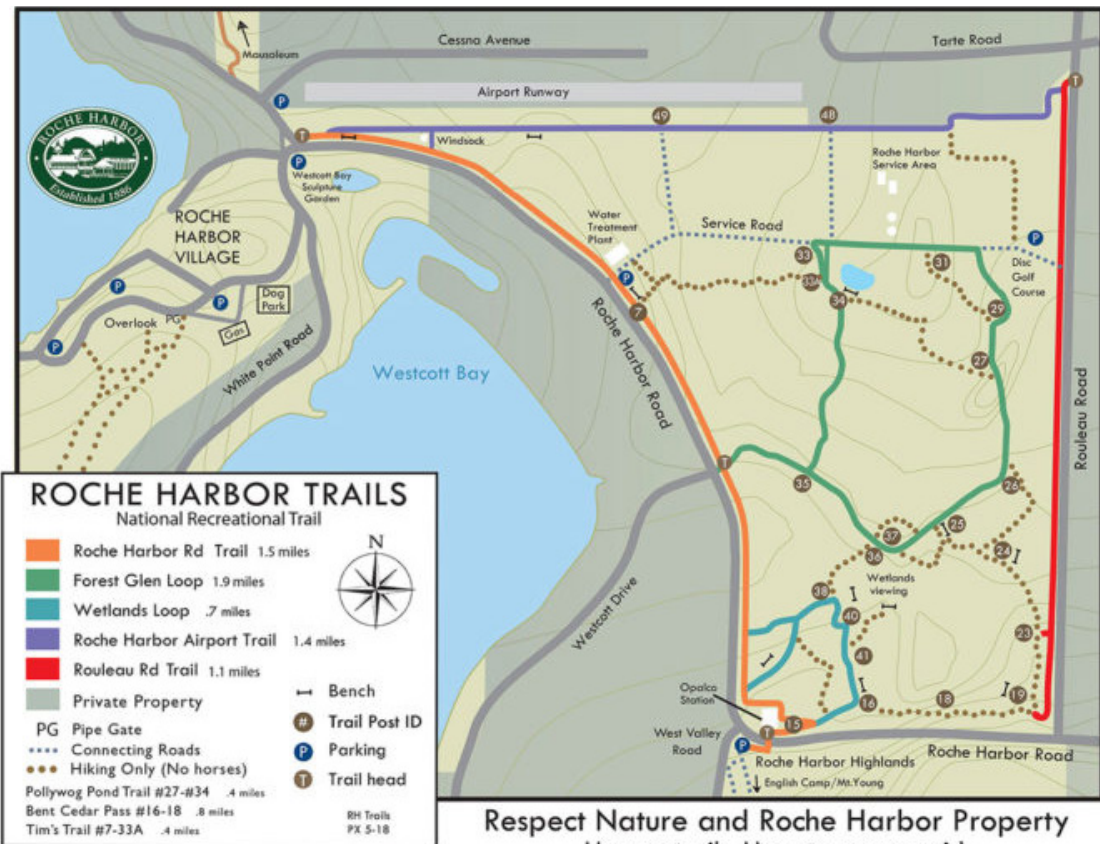 Mausoleum
Cessna Avenue
Tarte Road
Airport Runway
ROCHE HARBOR
Established 1886
T
P
T
49
48
Windsock
P
Westcott Bay
Sculpture
Garden
Roche Harbor
Service Area
ROCHE
HARBOR
VILLAGE
Water
Treatment
Plant
Service Road
P
Disc
Golf
Course
33
31
33A
34
P
7
29
P
P
Dog
Park
Overlook
PG
Gas
27
P
White Point Road
Roche Harbor Road
Westcott Bay
Rouleau Road
T
35
26
25
37
36
24
Wetlands
viewing
38
40
Westcott Drive
23
41
Opalco
Station
16
18
19
15
West Valley
Road
T
P
Roche Harbor Road
Roche Harbor Highlands
English Camp/Mt.Young
ROCHE HARBOR TRAILS
National Recreational Trail
Roche Harbor Rd Trail 1.5 miles
N
Forest Glen Loop 1.9 miles
Wetlands Loop .7 miles
Roche Harbor Airport Trail 1.4 miles
Rouleau Rd Trail 1.1 miles
Private Property
Bench
PG Pipe Gate
# Trail Post ID
Connecting Roads
P Parking
Hiking Only (No horses)
T Trail head
Pollywog Pond Trail #27-#34 .4 miles
Bent Cedar Pass #16-18 .8 miles
Tim's Trail #7-33A .4 miles
RH Trails
PX 5-18
Respect Nature and Roche Harbor Property